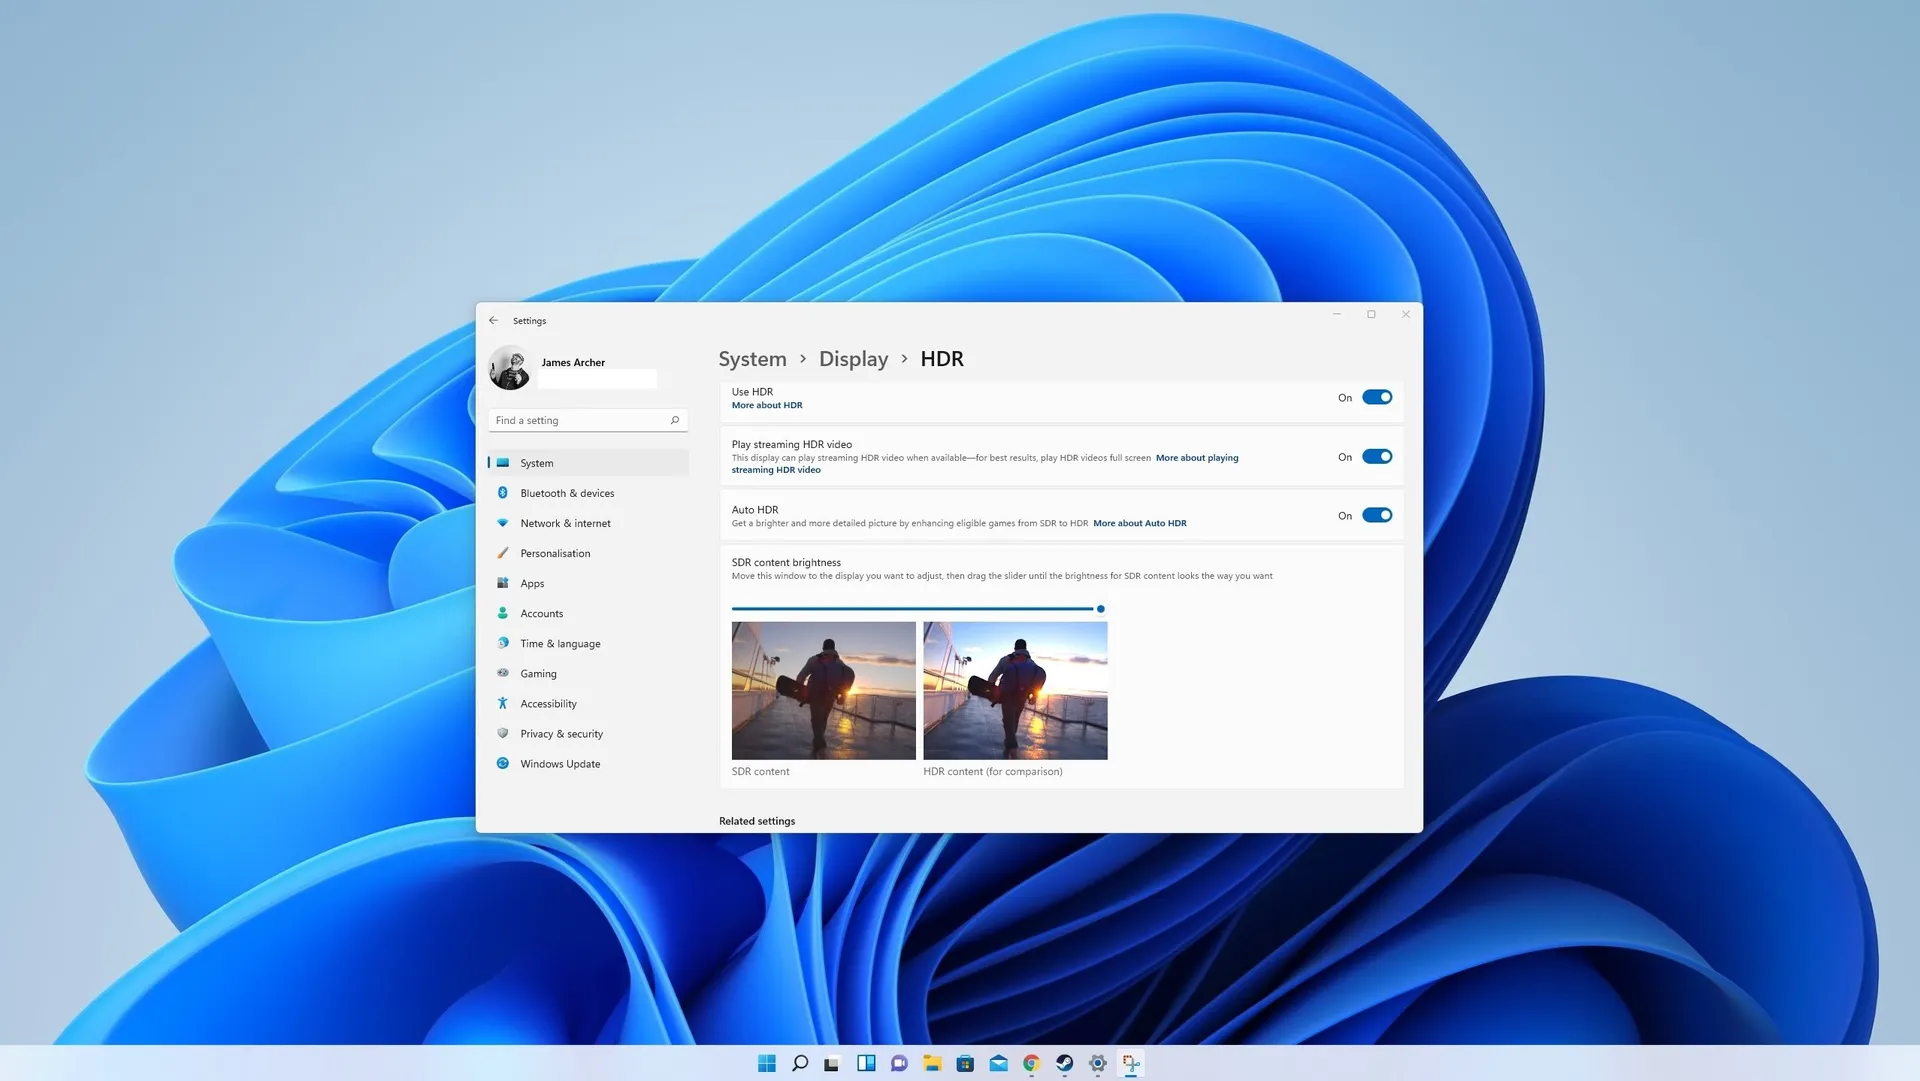 Settings
James Archer
Find a setting
System
Bluetooth & devices
Network & internet
Personalisation
Apps
Accounts
Time & language
Gaming
Accessibility
Privacy & security
Windows Update
System > Display > HDR
Use HDR
More about HDR
On
Play streaming HDR video
This display can play streaming HDR video when available—for best results, play HDR videos full screen More about playing
streaming HDR video
On
Auto HDR
Get a brighter and more detailed picture by enhancing eligible games from SDR to HDR More about Auto HDR
On
SDR content brightness
Move this window to the display you want to adjust, then drag the slider until the brightness for SDR content looks the way you want
SDR content
HDR content (for comparison)
Related settings